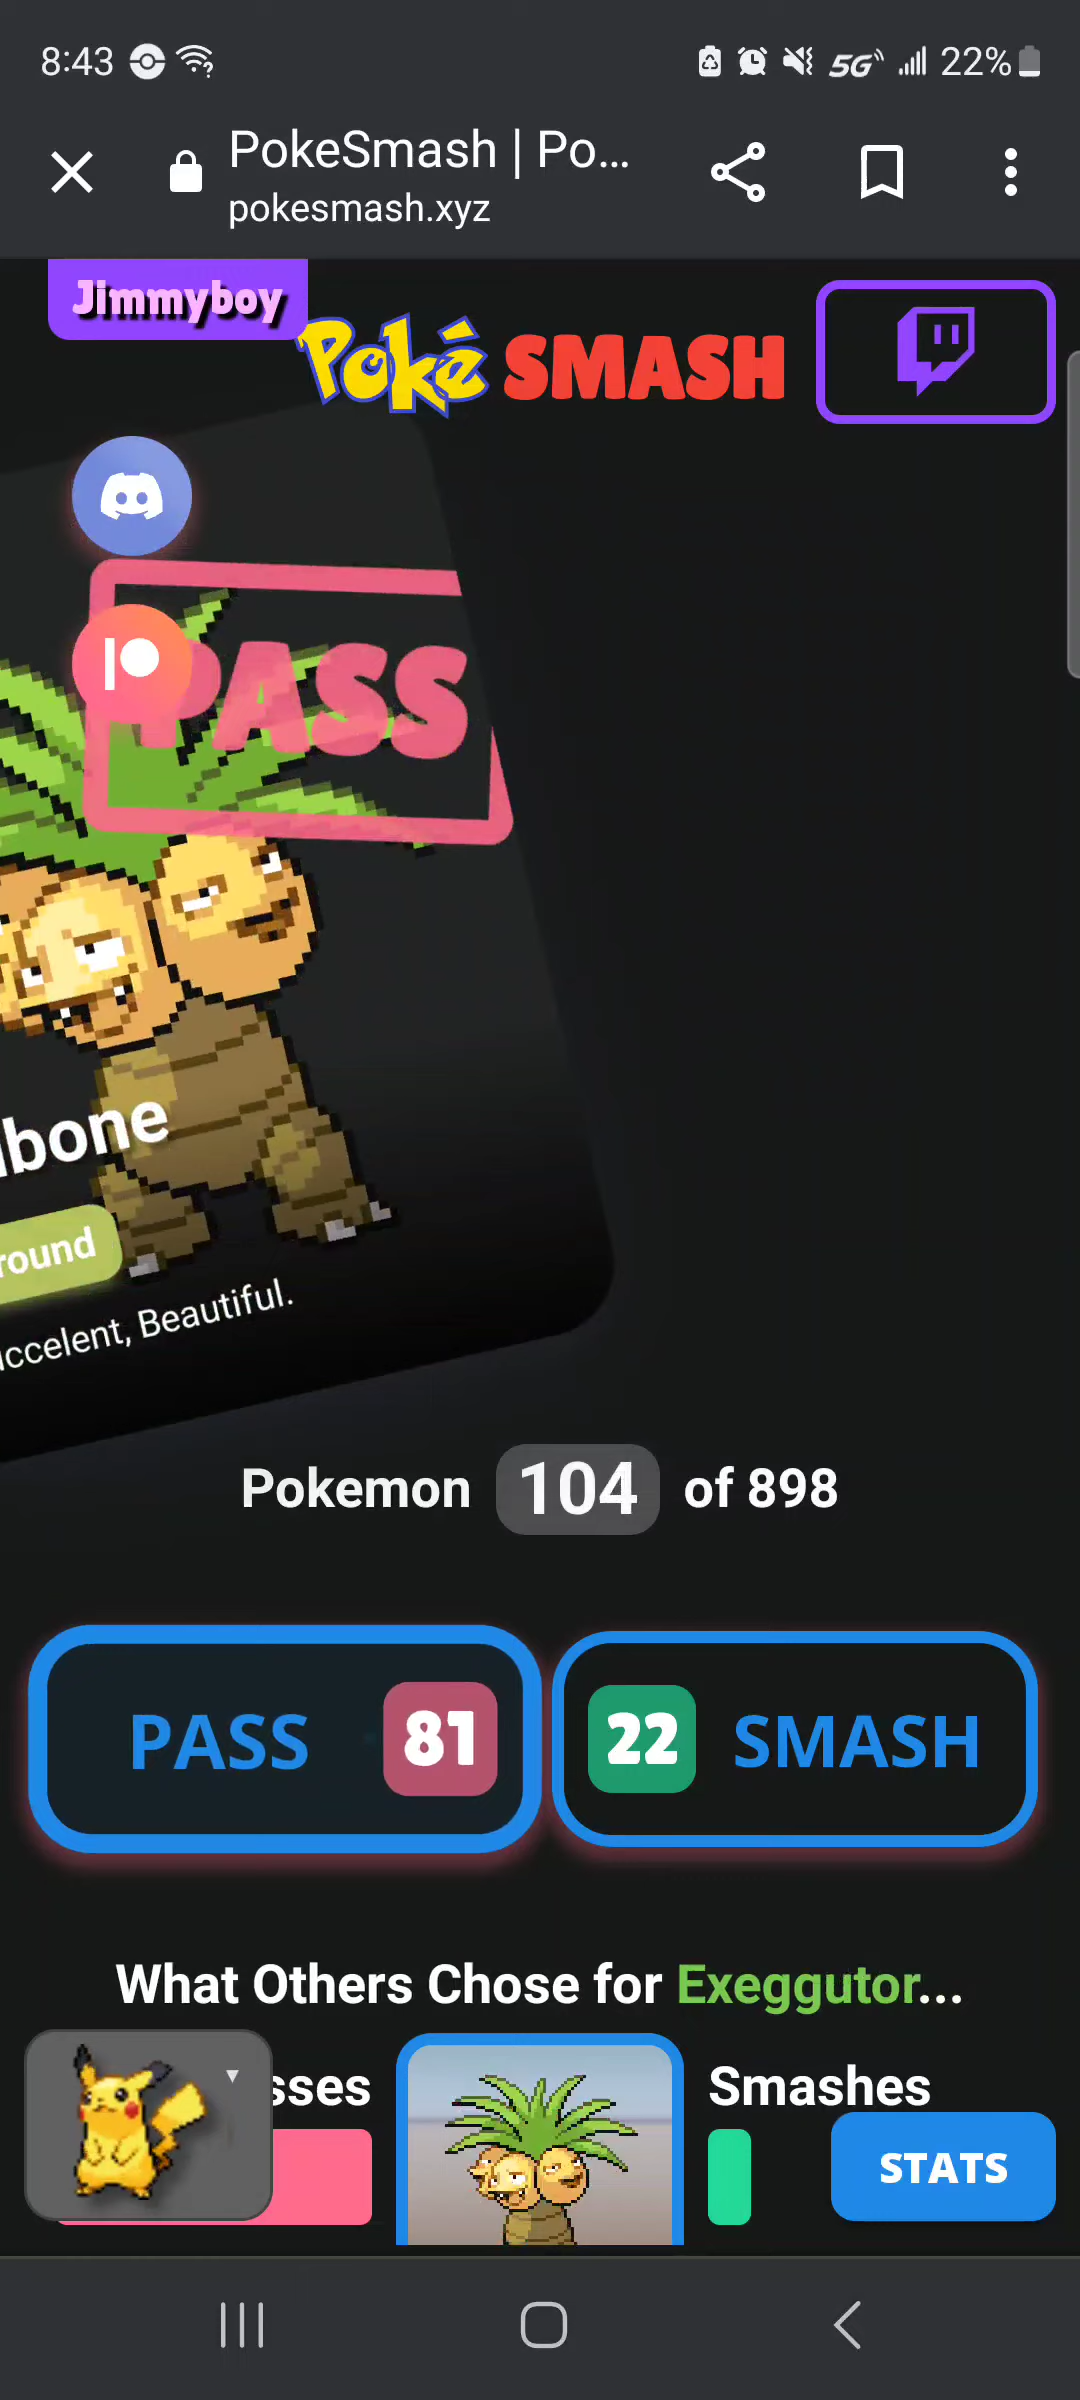 8:43
5G 22%
PokeSmash | Po...
pokesmash.xyz
Jimmyboy
Poké SMASH
PASS
lbone
round
ccelent, Beautiful.
Pokemon 104 of 898
PASS 81
22 SMASH
What Others Chose for Exeggutor...
sses
Smashes
STATS